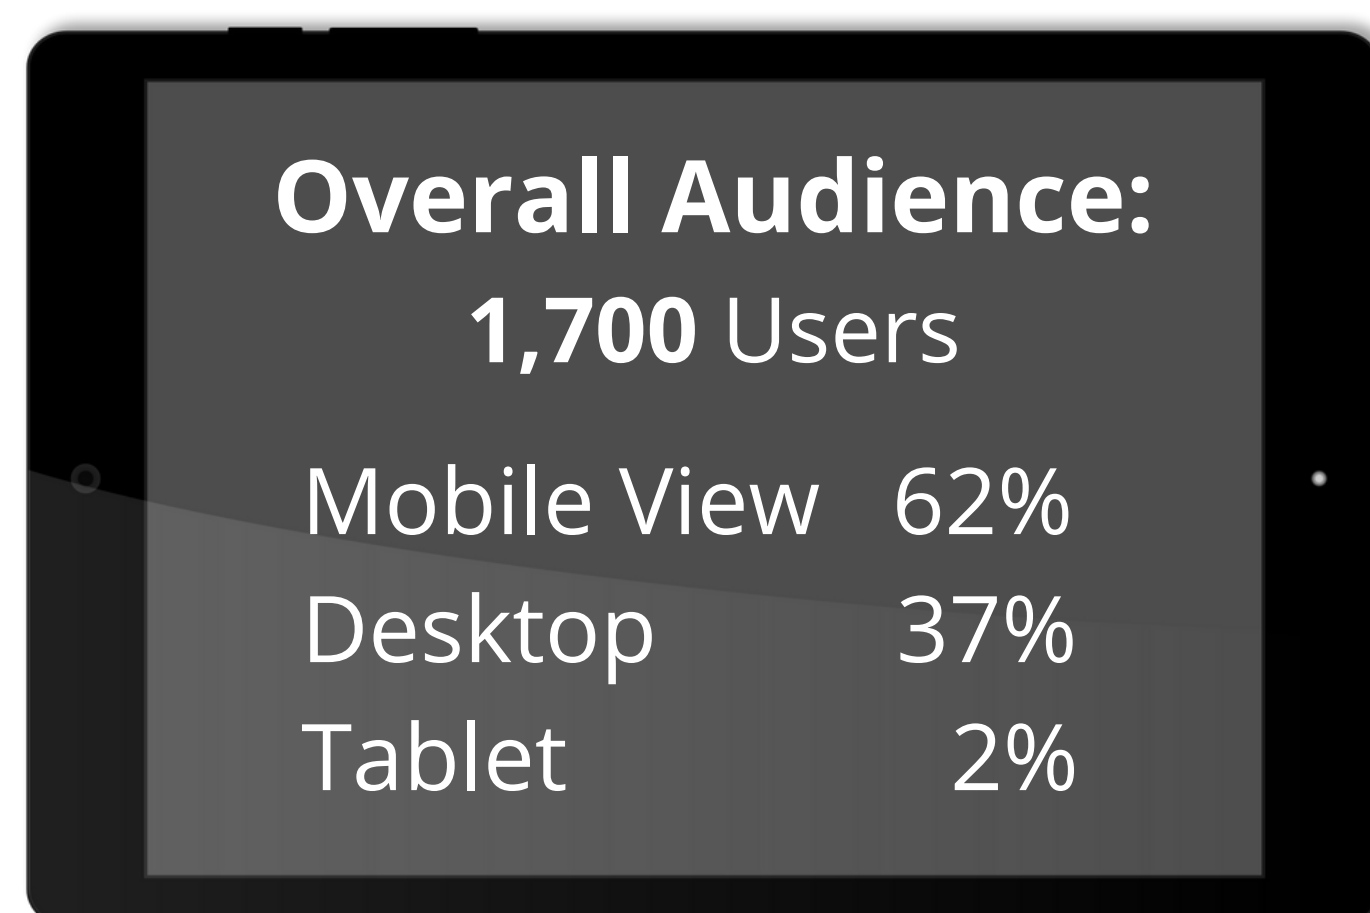 Overall Audience:
1,700 Users
Mobile View 62%
Desktop 37%
Tablet 2%